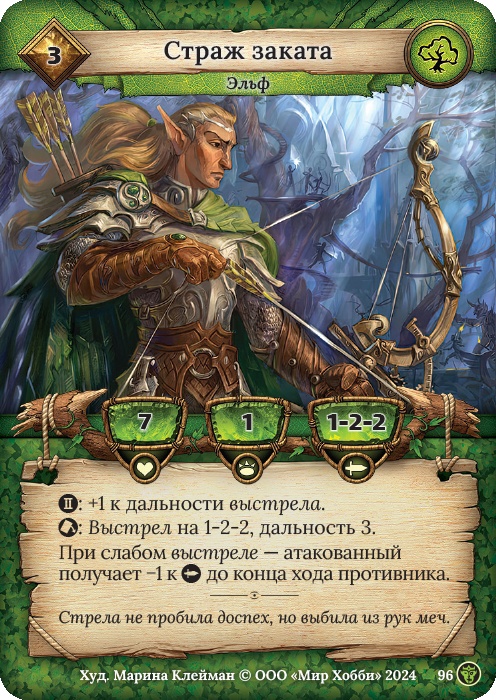 3
Страж заката
Эльф
7
1
1-2-2
II: +1 к дальности выстрела.
: Выстрел на 1-2-2, дальность 3.
При слабом выстреле — атакованный
получает −1 к до конца хода противника.
Стрела не пробила доспех, но выбила из рук меч.
Худ. Марина Клейман © ООО «Мир Хобби» 2024
96